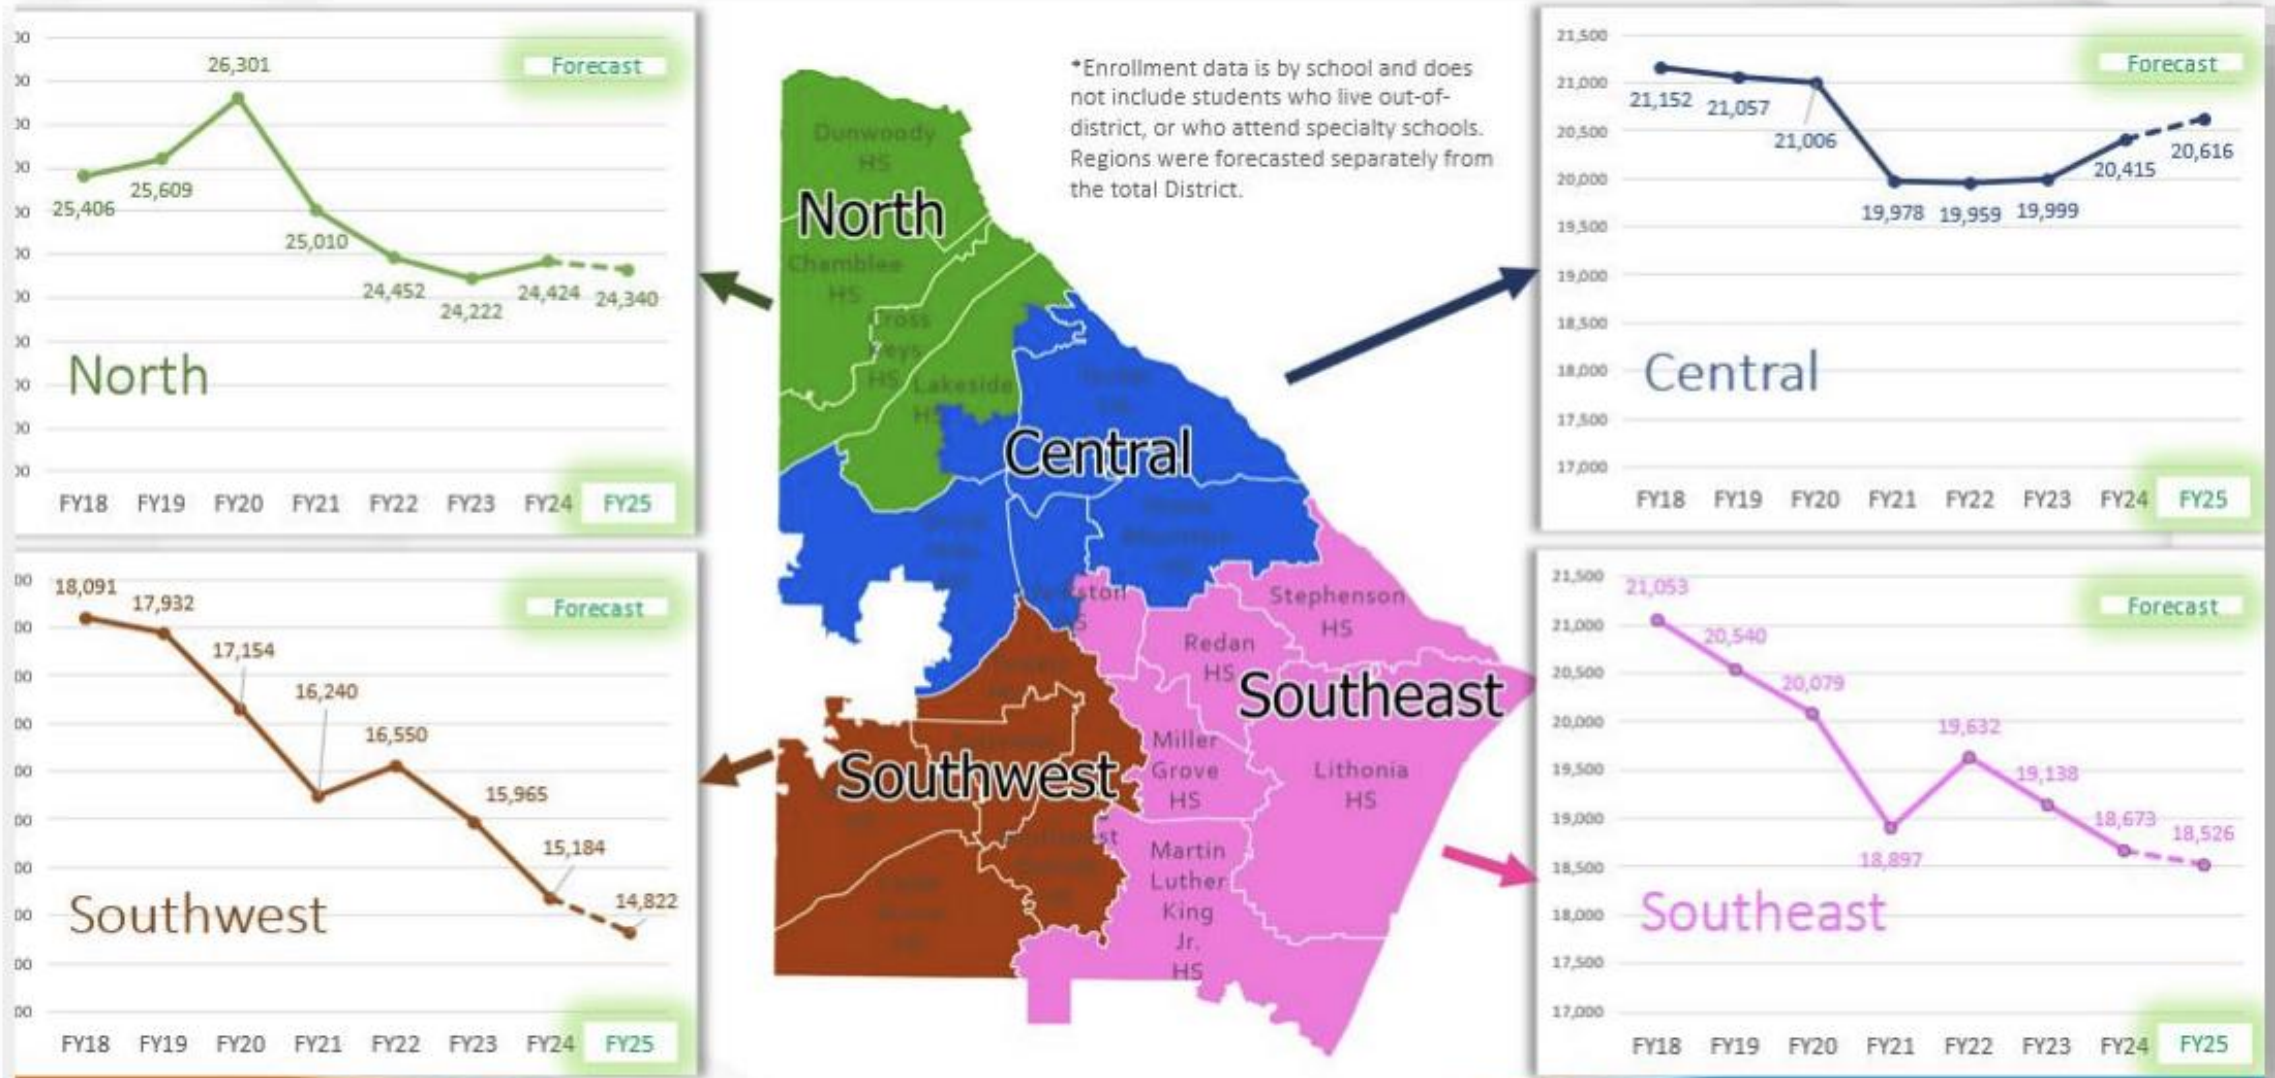 26,301
Forecast
25,406
25,609
25,010
24,452
24,222
24,424
24,340
North
FY18 FY19 FY20 FY21 FY22 FY23 FY24 FY25
18,091
17,932
17,154
16,240
16,550
15,965
15,184
14,822
Forecast
Southwest
FY18 FY19 FY20 FY21 FY22 FY23 FY24 FY25
*Enrollment data is by school and does
not include students who live out-of-
district, or who attend specialty schools.
Regions were forecasted separately from
the total District.
Dunwoody
HS
North
Chamblee
HS
Cross
Keys
HS
Lakeside
HS
Central
Stephenson
HS
Redan
HS
Southeast
Southwest
Miller
Grove
HS
Lithonia
HS
Martin
Luther
King
Jr.
HS
21,500
21,000
20,500
20,000
19,500
19,000
18,500
18,000
17,500
17,000
Forecast
21,152
21,057
21,006
19,978
19,959
19,999
20,415
20,616
Central
FY18 FY19 FY20 FY21 FY22 FY23 FY24 FY25
21,500
21,000
20,500
20,000
19,500
19,000
18,500
18,000
17,500
17,000
Forecast
21,053
20,540
20,079
18,897
19,632
19,138
18,673
18,526
Southeast
FY18 FY19 FY20 FY21 FY22 FY23 FY24 FY25